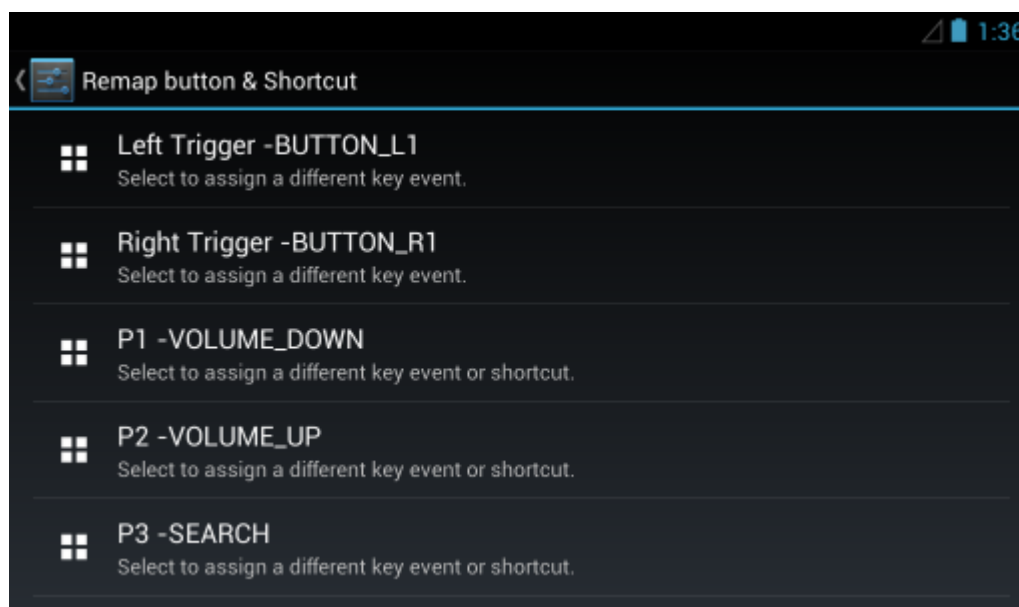 1:36
Remap button & Shortcut
Left Trigger -BUTTON_L1
Select to assign a different key event.
Right Trigger -BUTTON_R1
Select to assign a different key event.
P1 -VOLUME_DOWN
Select to assign a different key event or shortcut.
P2 -VOLUME_UP
Select to assign a different key event or shortcut.
P3 -SEARCH
Select to assign a different key event or shortcut.